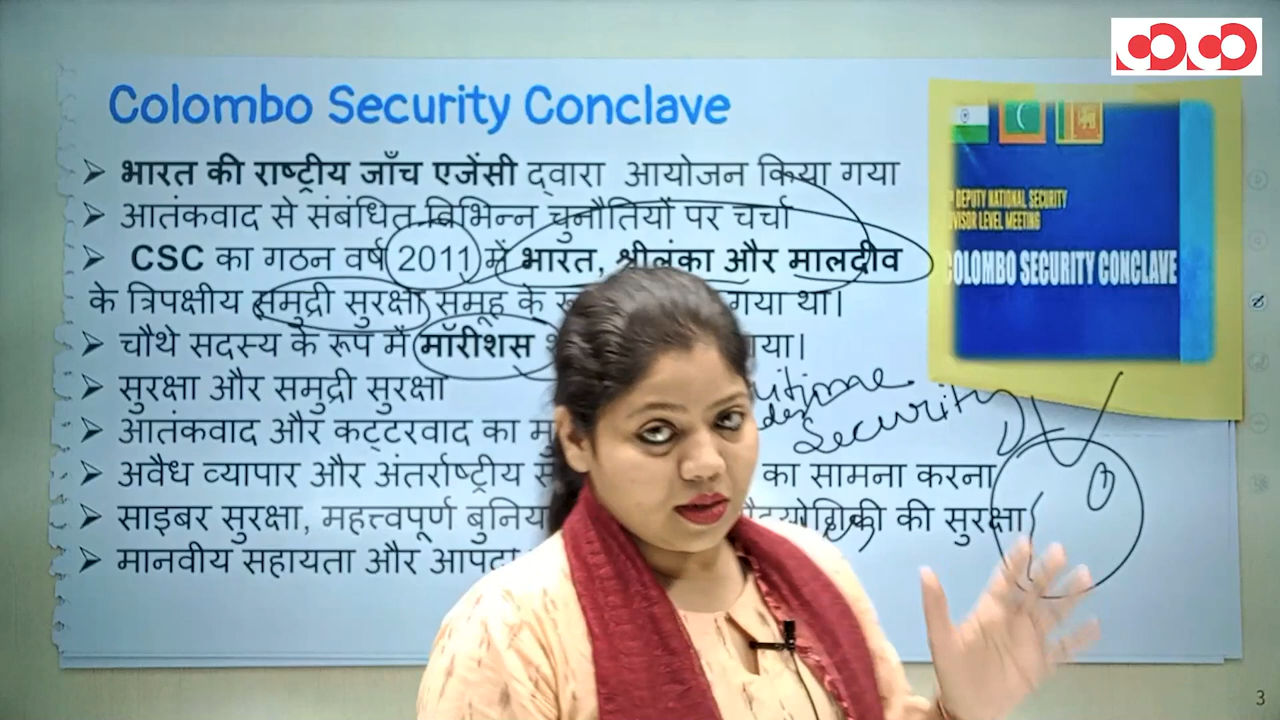 Colombo Security Conclave
➢ भारत की राष्ट्रीय जाँच एजेंसी द्वारा आयोजन किया गया
➢ आतंकवाद से संबंधित विभिन्न चुनौतियों पर चर्चा
➢ CSC का गठन वर्ष 2011 में भारत, श्रीलंका और मालदीव
के त्रिपक्षीय समुद्री सुरक्षा समूह के गया था।
➢ चौथे सदस्य के रूप में मॉरीशस
➢ सुरक्षा और समुद्री सुरक्षा
➢ आतंकवाद और कट्टरवाद का
➢ अवैध व्यापार और अंतर्राष्ट्रीय का सामना करना
➢ साइबर सुरक्षा, महत्त्वपूर्ण की सुरक्षा
➢ मानवीय सहायता और
Security
DEPUTY NATIONAL SECURITY
LEVEL MEETING
COLOMBO SECURITY CONCLAVE
3